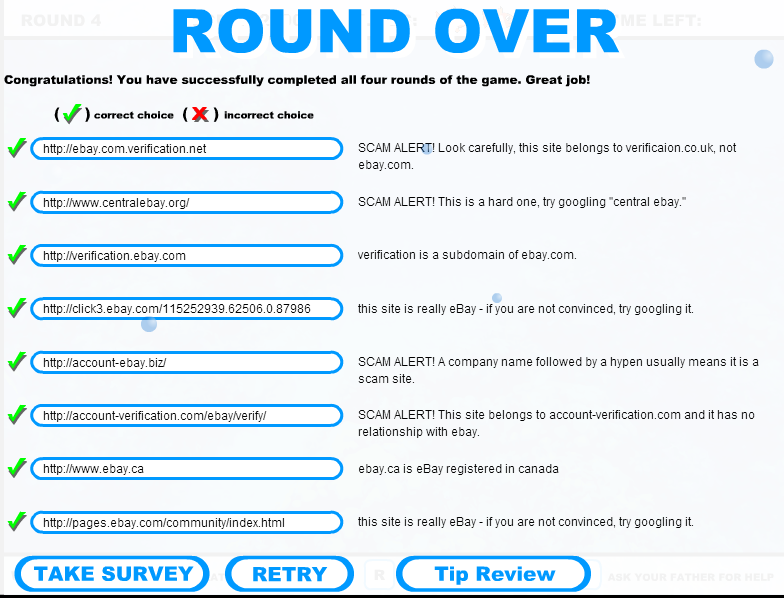 ROUND 4
ROUND OVER
ME LEFT:
Congratulations! You have successfully completed all four rounds of the game. Great job!
( ) correct choice ( ) incorrect choice
http://ebay.com.verification.net
SCAM ALERT! Look carefully, this site belongs to verificaion.co.uk, not
ebay.com.
http://www.centralebay.org/
SCAM ALERT! This is a hard one, try googling "central ebay."
http://verification.ebay.com
verification is a subdomain of ebay.com.
http://click3.ebay.com/115252939.62506.0.87986
this site is really eBay - if you are not convinced, try googling it.
http://account-ebay.biz/
SCAM ALERT! A company name followed by a hypen usually means it is a
scam site.
http://account-verification.com/ebay/verify/
SCAM ALERT! This site belongs to account-verification.com and it has no
relationship with ebay.
http://www.ebay.ca
ebay.ca is eBay registered in canada
http://pages.ebay.com/community/index.html
this site is really eBay - if you are not convinced, try googling it.
TAKE SURVEY
RETRY
R
Tip Review
ASK YOUR FATHER FOR HELP